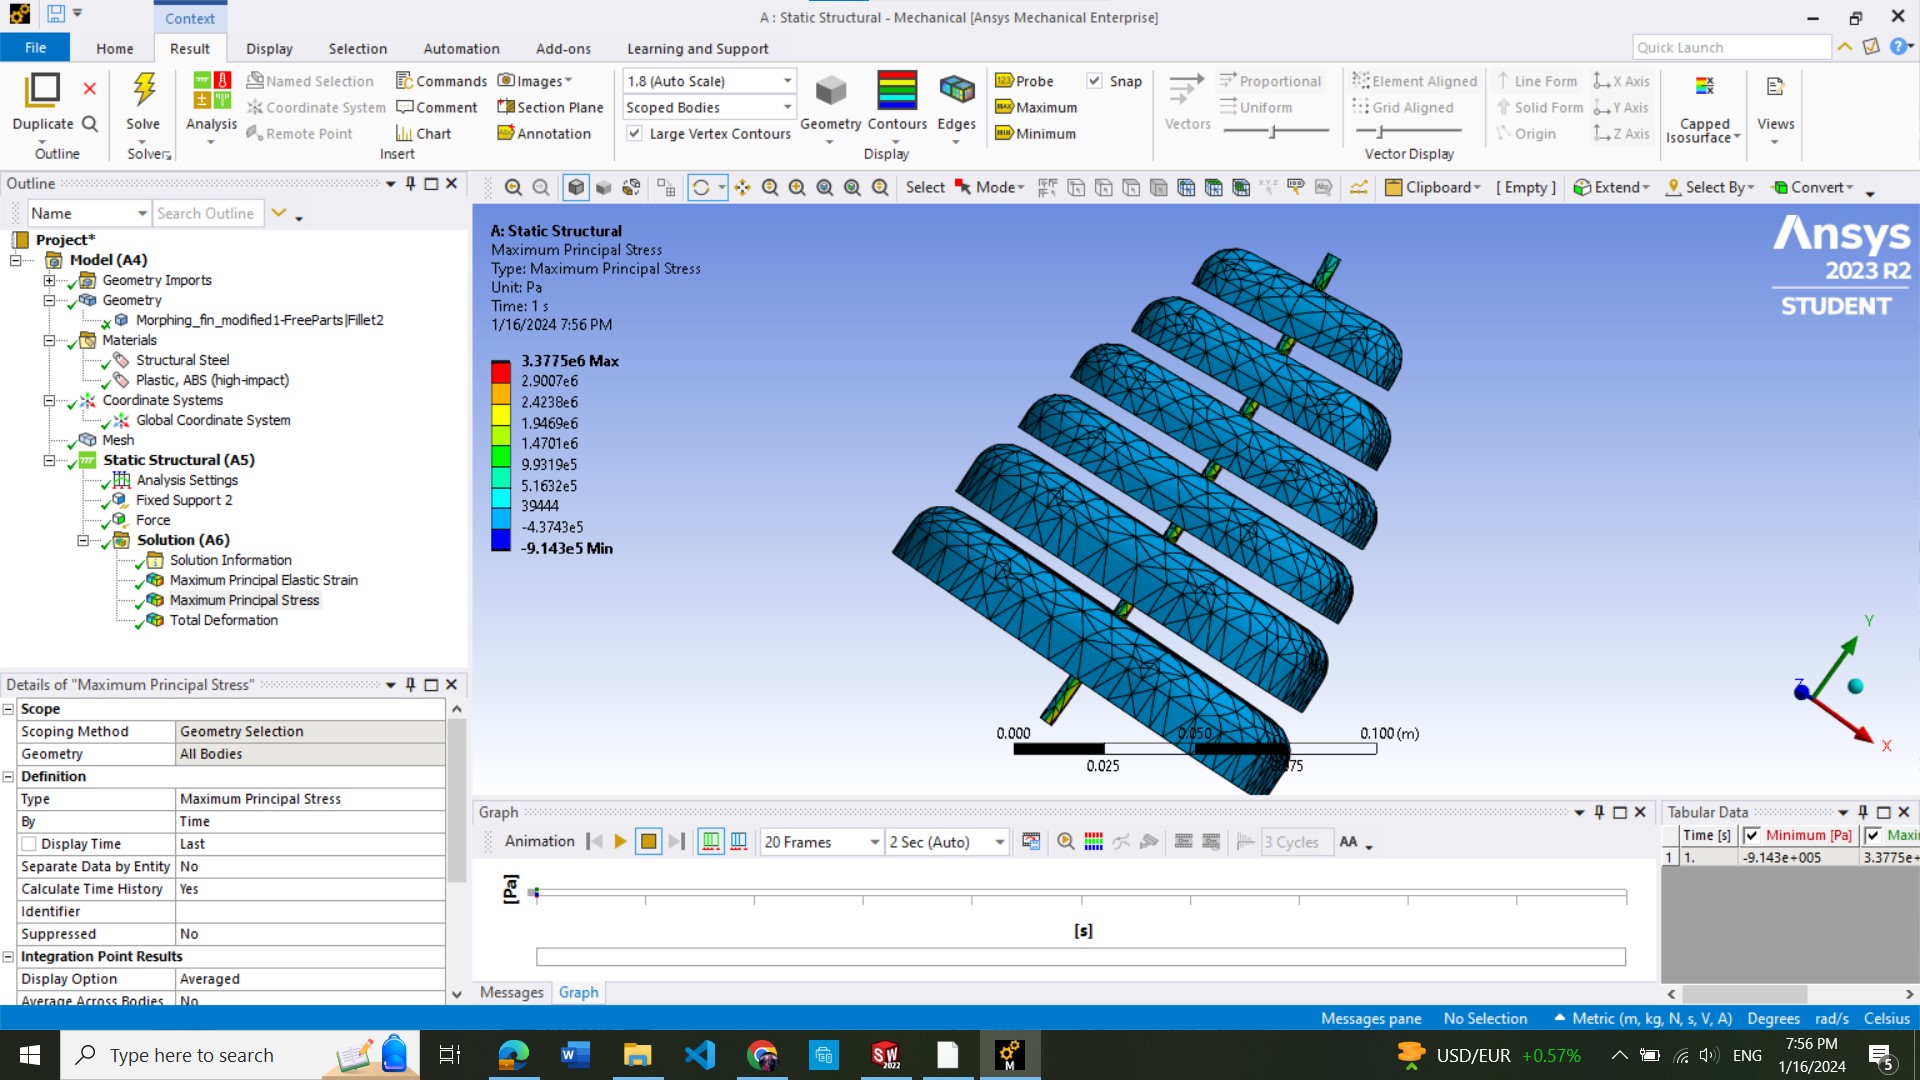 Context
A : Static Structural - Mechanical [Ansys Mechanical Enterprise]
File Home Result Display Selection Automation Add-ons Learning and Support
Quick Launch
Duplicate
Outline
Solve
Solver
Analysis
Named Selection
Coordinate System
Remote Point
Commands
Comment
Chart
Images
Section Plane
Annotation
Insert
1.8 (Auto Scale)
Scoped Bodies
Large Vertex Contours
Geometry
Contours
Edges
Display
Probe
Maximum
Minimum
Snap
Vectors
Proportional
Uniform
Element Aligned
Grid Aligned
Vector Display
Line Form
Solid Form
Origin
X Axis
Y Axis
Z Axis
Capped
Isosurface
Views
Outline
Name Search Outline
Select Mode Clipboard [ Empty ] Extend Select By Convert
Project*
Model (A4)
Geometry Imports
Geometry
Morphing_fin_modified1-FreeParts|Fillet2
Materials
Structural Steel
Plastic, ABS (high-impact)
Coordinate Systems
Global Coordinate System
Mesh
Static Structural (A5)
Analysis Settings
Fixed Support 2
Force
Solution (A6)
Solution Information
Maximum Principal Elastic Strain
Maximum Principal Stress
Total Deformation
A: Static Structural
Maximum Principal Stress
Type: Maximum Principal Stress
Unit: Pa
Time: 1 s
1/16/2024 7:56 PM
3.3775e6 Max
2.9007e6
2.4238e6
1.9469e6
1.4701e6
9.9319e5
5.1632e5
39444
-4.3743e5
-9.143e5 Min
Ansys
2023 R2
STUDENT
0.000 0.050 0.100 (m)
0.025 75
Y
Z
X
Details of "Maximum Principal Stress"
Scope
Scoping Method Geometry Selection
Geometry All Bodies
Definition
Type Maximum Principal Stress
By Time
Display Time Last
Separate Data by Entity No
Calculate Time History Yes
Identifier
Suppressed No
Integration Point Results
Display Option Averaged
Average Across Bodies No
Graph
Animation 20 Frames 2 Sec (Auto) 3 Cycles AA
[Pa]
[s]
Messages Graph
Tabular Data
Time [s] Minimum [Pa] Maxi
1 1. -9.143e+005 3.3775e+
Messages pane No Selection Metric (m, kg, N, s, V, A) Degrees rad/s Celsius
Type here to search
W
SW
2022
M
USD/EUR +0.57%
ENG
7:56 PM
1/16/2024
5